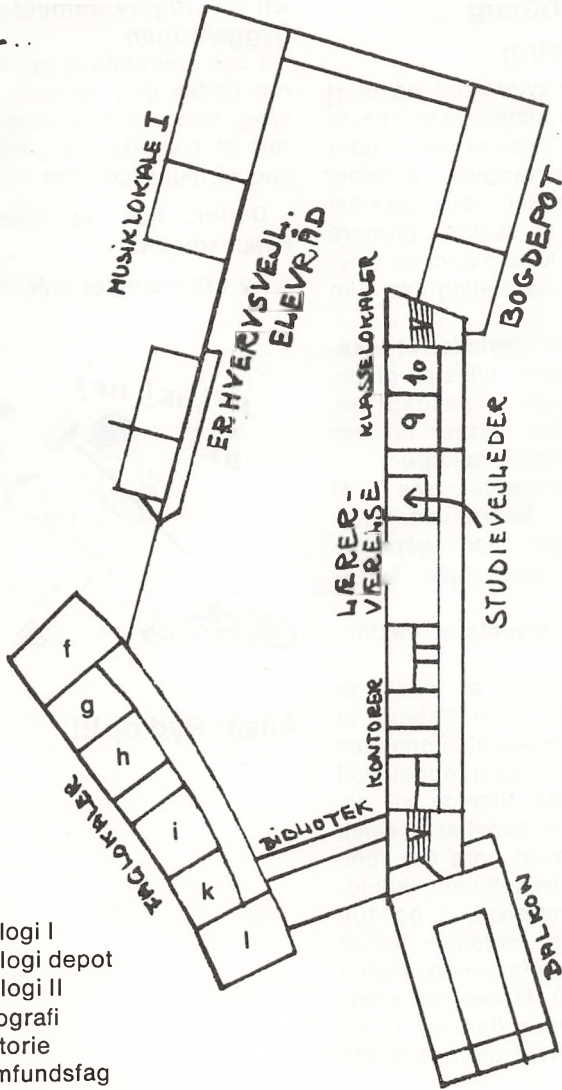 MUSIKLOKALE I
ERHVERVSVEJL.
ELEVRÅD
BOGDEPOT
KLASSELOKALER
9 10
STUDIEVEJLEDER
LÆRER-
VÆRELSE
KONTORER
BIBLIOTEK
BALKON
FAGLOKALER
f
g
h
i
k
l
logi I
logi depot
logi II
ografi
torie
mfundsfag